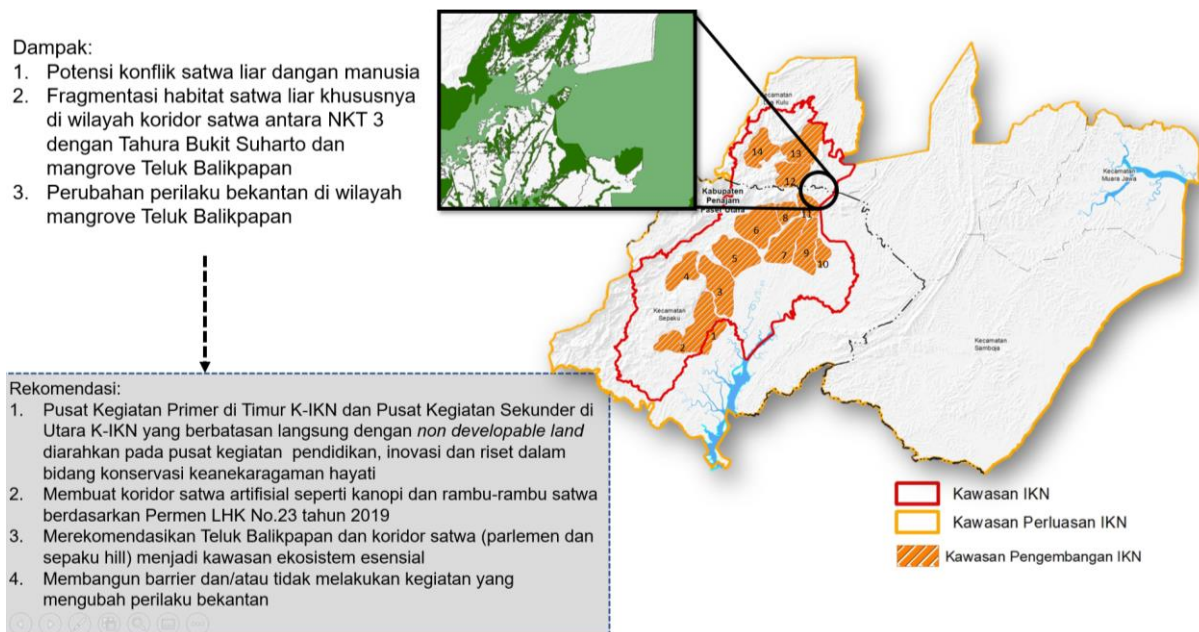 Dampak:
1. Potensi konflik satwa liar dangan manusia
2. Fragmentasi habitat satwa liar khususnya
di wilayah koridor satwa antara NKT 3
dengan Tahura Bukit Suharto dan
mangrove Teluk Balikpapan
3. Perubahan perilaku bekantan di wilayah
mangrove Teluk Balikpapan
Rekomendasi:
1. Pusat Kegiatan Primer di Timur K-IKN dan Pusat Kegiatan Sekunder di
Utara K-IKN yang berbatasan langsung dengan non developable land
diarahkan pada pusat kegiatan pendidikan, inovasi dan riset dalam
bidang konservasi keanekaragaman hayati
2. Membuat koridor satwa artifisial seperti kanopi dan rambu-rambu satwa
berdasarkan Permen LHK No.23 tahun 2019
3. Merekomendasikan Teluk Balikpapan dan koridor satwa (parlemen dan
sepaku hill) menjadi kawasan ekosistem esensial
4. Membangun barrier dan/atau tidak melakukan kegiatan yang
mengubah perilaku bekantan
Kecamatan
Kulu
14
13
12
Kabupaten
Penajam
Paser Utara
11
8
6
7
9
10
5
4
3
Kecamatan
Sepaku
1
2
Kecamatan
Muara Jawa
Kecamatan
Samboja
Kawasan IKN
Kawasan Perluasan IKN
Kawasan Pengembangan IKN